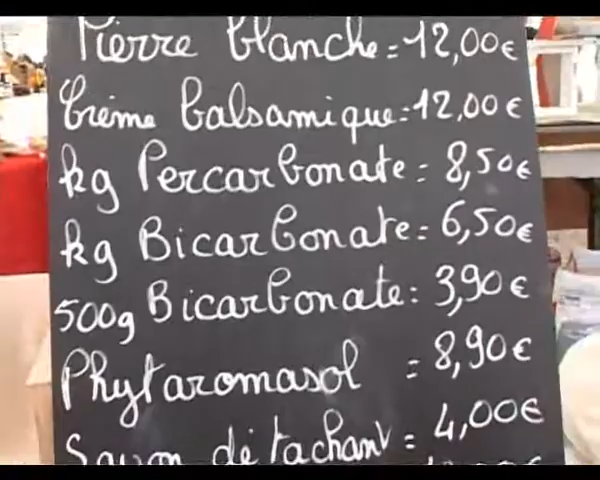 Pierre blanche = 12,00€
Crème balsamique = 12,00€
kg Percarbonate = 8,50€
kg Bicarbonate = 6,50€
500g Bicarbonate : 3,90€
Phytaromasol = 8,90€
Savon détachant = 4,00€